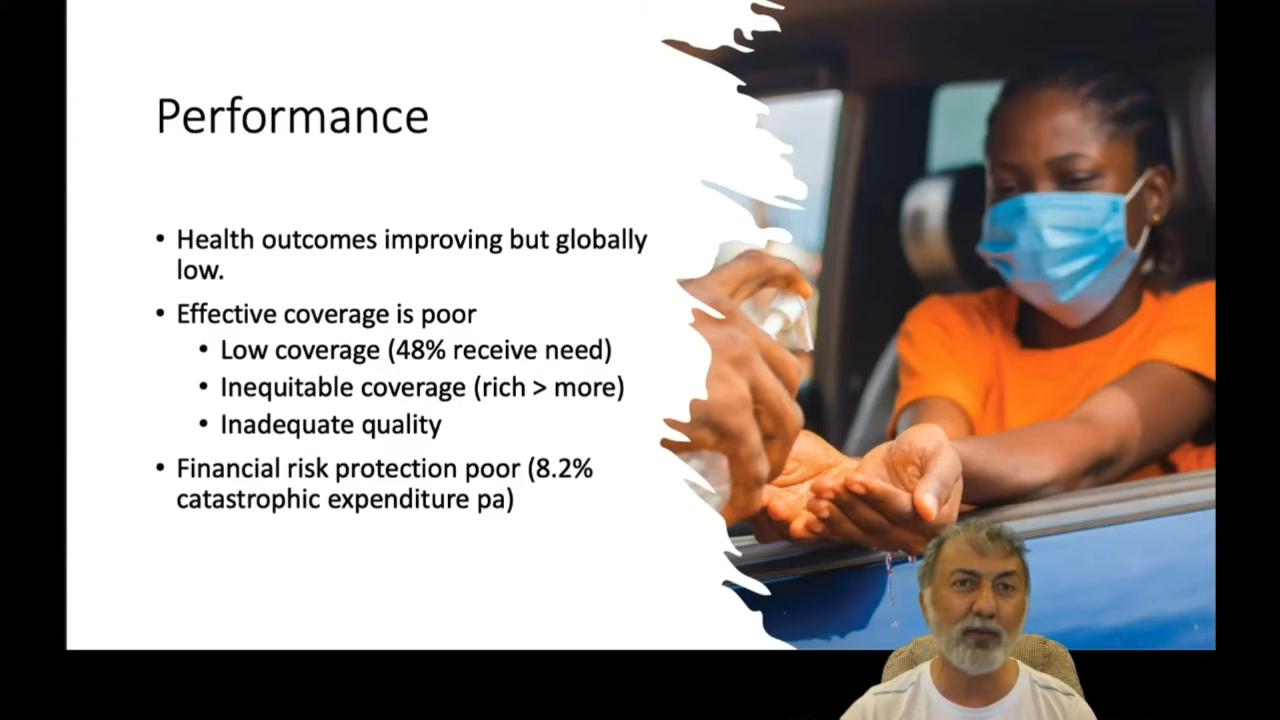 Performance
• Health outcomes improving but globally
low.
• Effective coverage is poor
• Low coverage (48% receive need)
• Inequitable coverage (rich > more)
• Inadequate quality
• Financial risk protection poor (8.2%
catastrophic expenditure pa)